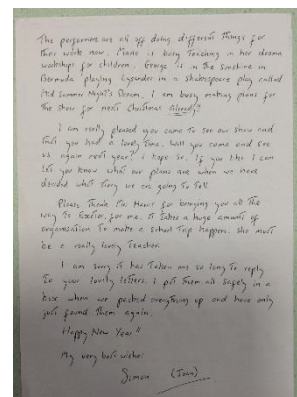 The performers are all off doing different things for
their work now. Marie is busy teaching in her drama
workshops for children. George is in the sunshine in
Bermuda playing Lysander in a Shakespeare play called
Mid summer Night's Dream. I am busy making plans for
the show for next Christmas already!
I am really pleased you came to see our show and
that you had a lovely time. Will you come and see
us again next year? I hope so. If you like I can
let you know what our plans are when we have
decided what story we are going to tell.
Please thank for bringing you all the
way to Exeter, for me. It takes a huge amount of
organisation to make a school trip happen. She must
be a really lovely teacher.
I am sorry it has taken me so long to reply
to your lovely letters. I put them all safely in a
box when we packed everything up and have only
just found them again.
Happy New Year!!
My very best wishes
Simon